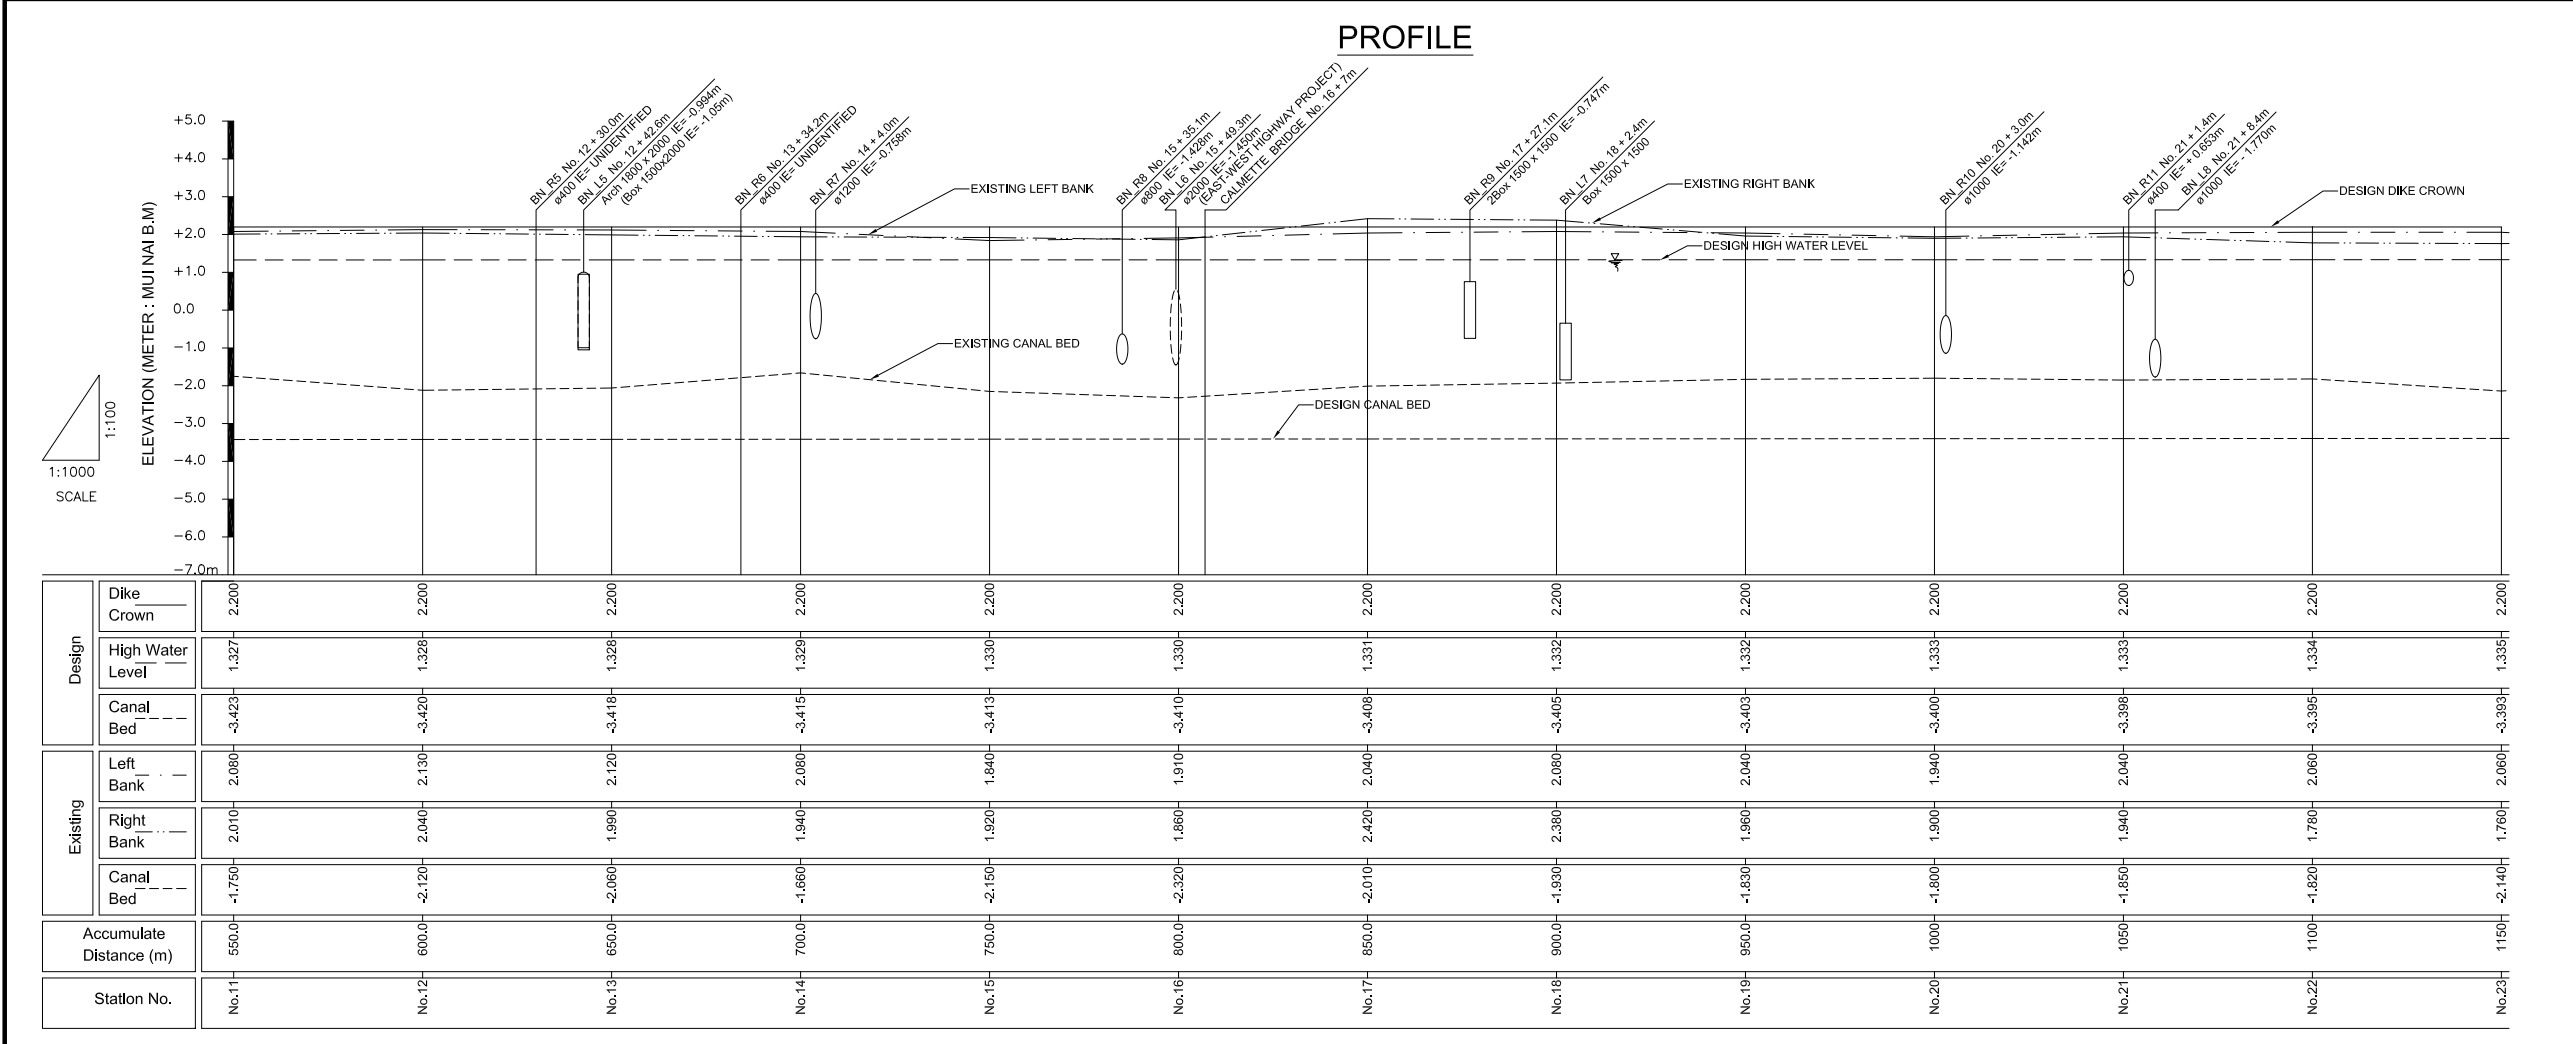 PROFILE
BN_R5 No. 12 + 30.0m
ø400 IE= UNIDENTIFIED
BN_L5 No. 12 + 42.6m
Arch 1800 x 2000 IE= -0.994m
(Box 1500x2000 IE= -1.05m)
BN_R6 No. 13 + 34.2m
ø400 IE= UNIDENTIFIED
BN_R7 No. 14 + 4.0m
ø1200 IE= -0.758m
BN_R8 No. 15 + 35.1m
ø800 IE= -1.428m
BN_L6 No. 15 + 49.3m
ø2000 IE= -1.450m
(EAST-WEST HIGHWAY PROJECT)
CALMETTE BRIDGE No. 16 + 7m
BN_R9 No. 17 + 27.1m
2Box 1500 x 1500 IE= -0.747m
BN_L7 No. 18 + 2.4m
Box 1500 x 1500
BN_R10 No. 20 + 3.0m
ø1000 IE= -1.142m
BN_R11 No. 21 + 1.4m
ø400 IE= + 0.653m
BN_L8 No. 21 + 8.4m
ø1000 IE= - 1.770m
ELEVATION (METER : MUI NAI B.M)
+5.0
+4.0
+3.0
+2.0
+1.0
0.0
-1.0
-2.0
-3.0
-4.0
-5.0
-6.0
-7.0m
EXISTING LEFT BANK
EXISTING RIGHT BANK
DESIGN DIKE CROWN
DESIGN HIGH WATER LEVEL
EXISTING CANAL BED
DESIGN CANAL BED
1:100
1:1000
SCALE
Design
Dike
Crown
2.200 2.200 2.200 2.200 2.200 2.200 2.200 2.200 2.200 2.200 2.200 2.200 2.200
High Water
Level
1.327 1.328 1.328 1.329 1.330 1.330 1.331 1.332 1.332 1.333 1.333 1.334 1.335
Canal
Bed
-3.423 -3.420 -3.418 -3.415 -3.413 -3.410 -3.408 -3.405 -3.403 -3.400 -3.398 -3.395 -3.393
Existing
Left
Bank
2.080 2.130 2.120 2.080 1.840 1.910 2.040 2.080 2.040 1.940 2.040 2.060 2.060
Right
Bank
2.010 2.040 1.990 1.940 1.920 1.860 2.420 2.380 1.960 1.900 1.940 1.780 1.760
Canal
Bed
-1.750 -2.120 -2.060 -1.660 -2.150 -2.320 -2.010 -1.930 -1.830 -1.800 -1.850 -1.820 -2.140
Accumulate
Distance (m)
550.0 600.0 650.0 700.0 750.0 800.0 850.0 900.0 950.0 1000 1050 1100 1150
Station No.
No.11 No.12 No.13 No.14 No.15 No.16 No.17 No.18 No.19 No.20 No.21 No.22 No.23